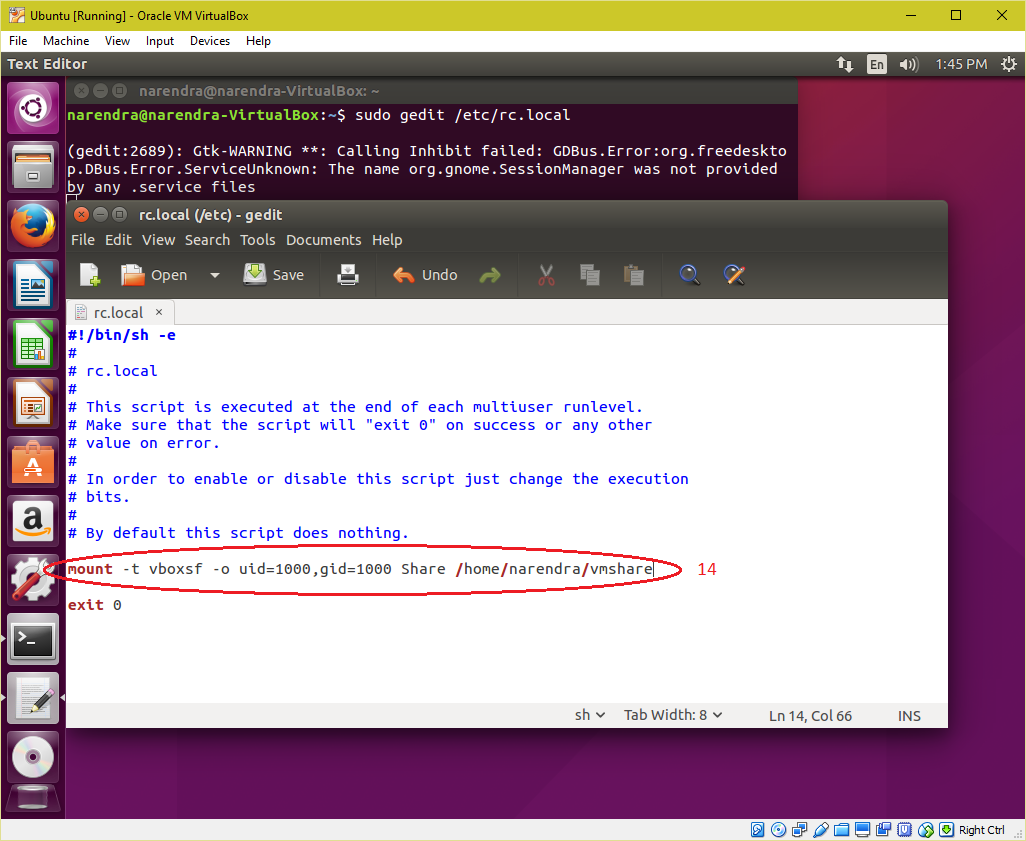 Ubuntu [Running] - Oracle VM VirtualBox
File Machine View Input Devices Help
Text Editor En 1:45 PM
narendra@narendra-VirtualBox: ~
narendra@narendra-VirtualBox:~$ sudo gedit /etc/rc.local
(gedit:2689): Gtk-WARNING **: Calling Inhibit failed: GDBus.Error:org.freedeskto
p.DBus.Error.ServiceUnknown: The name org.gnome.SessionManager was not provided
by any .service files
rc.local (/etc) - gedit
File Edit View Search Tools Documents Help
Open Save Undo
rc.local ×
#!/bin/sh -e
#
# rc.local
#
# This script is executed at the end of each multiuser runlevel.
# Make sure that the script will "exit 0" on success or any other
# value on error.
#
# In order to enable or disable this script just change the execution
# bits.
#
# By default this script does nothing.
mount -t vboxsf -o uid=1000,gid=1000 Share /home/narendra/vmshare 14
exit 0
sh Tab Width: 8 Ln 14, Col 66 INS
Right Ctrl